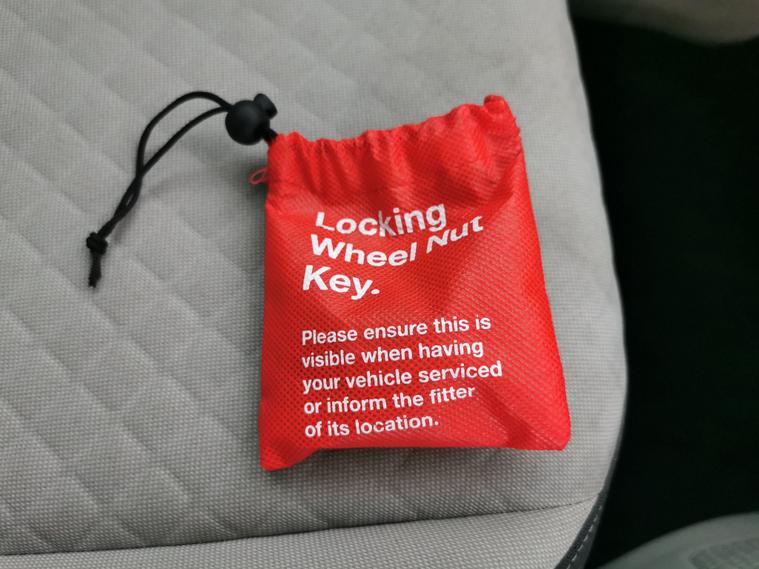 Locking
Wheel Nut
Key.
Please ensure this is
visible when having
your vehicle serviced
or inform the fitter
of its location.